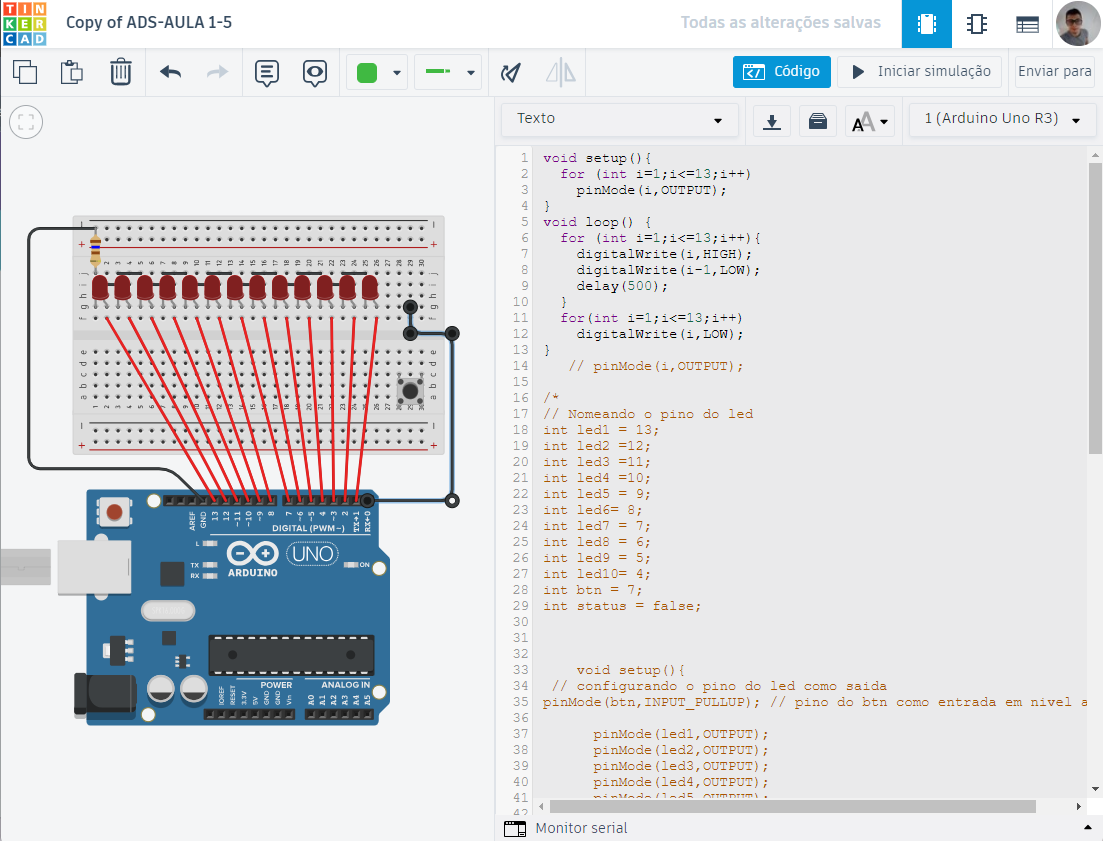 TIN
KER
CAD
Copy of ADS-AULA 1-5
Todas as alterações salvas
Código
Iniciar simulação
Enviar para
Texto
1 (Arduino Uno R3)
1 void setup(){
2 for (int i=1;i<=13;i++)
3 pinMode(i,OUTPUT);
4 }
5 void loop() {
6 for (int i=1;i<=13;i++){
7 digitalWrite(i,HIGH);
8 digitalWrite(i-1,LOW);
9 delay(500);
10 }
11 for(int i=1;i<=13;i++)
12 digitalWrite(i,LOW);
13 }
14 // pinMode(i,OUTPUT);
15
16 /*
17 // Nomeando o pino do led
18 int led1 = 13;
19 int led2 =12;
20 int led3 =11;
21 int led4 =10;
22 int led5 = 9;
23 int led6= 8;
24 int led7 = 7;
25 int led8 = 6;
26 int led9 = 5;
27 int led10= 4;
28 int btn = 7;
29 int status = false;
30
31
32
33 void setup(){
34 // configurando o pino do led como saida
35 pinMode(btn,INPUT_PULLUP); // pino do btn como entrada em nivel a
36
37 pinMode(led1,OUTPUT);
38 pinMode(led2,OUTPUT);
39 pinMode(led3,OUTPUT);
40 pinMode(led4,OUTPUT);
41 pinMode(led5,OUTPUT);
42
Monitor serial
AREF
GND
13
12
~11
~10
~9
8
7
~6
~5
4
~3
2
TX→1
RX←0
DIGITAL (PWM~)
L
TX
RX
ARDUINO
UNO
ON
IOREF
RESET
3.3V
5V
GND
GND
Vin
POWER
ANALOG IN
A0
A1
A2
A3
A4
A5